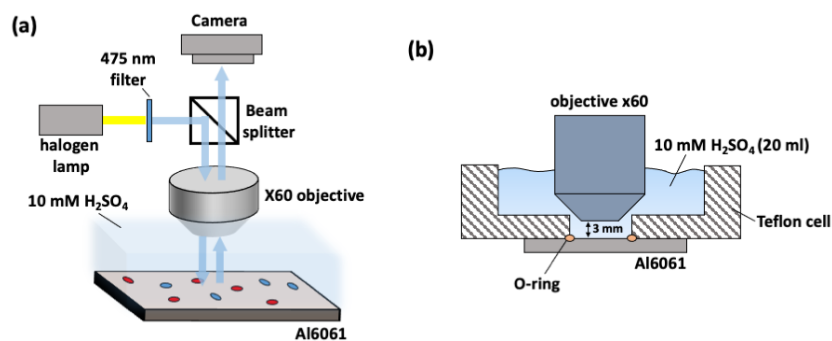 (a)
Camera
475 nm
filter
halogen
lamp
Beam
splitter
X60 objective
10 mM H₂SO₄
Al6061
(b)
objective x60
10 mM H₂SO₄ (20 ml)
3 mm
Teflon cell
Al6061
O-ring